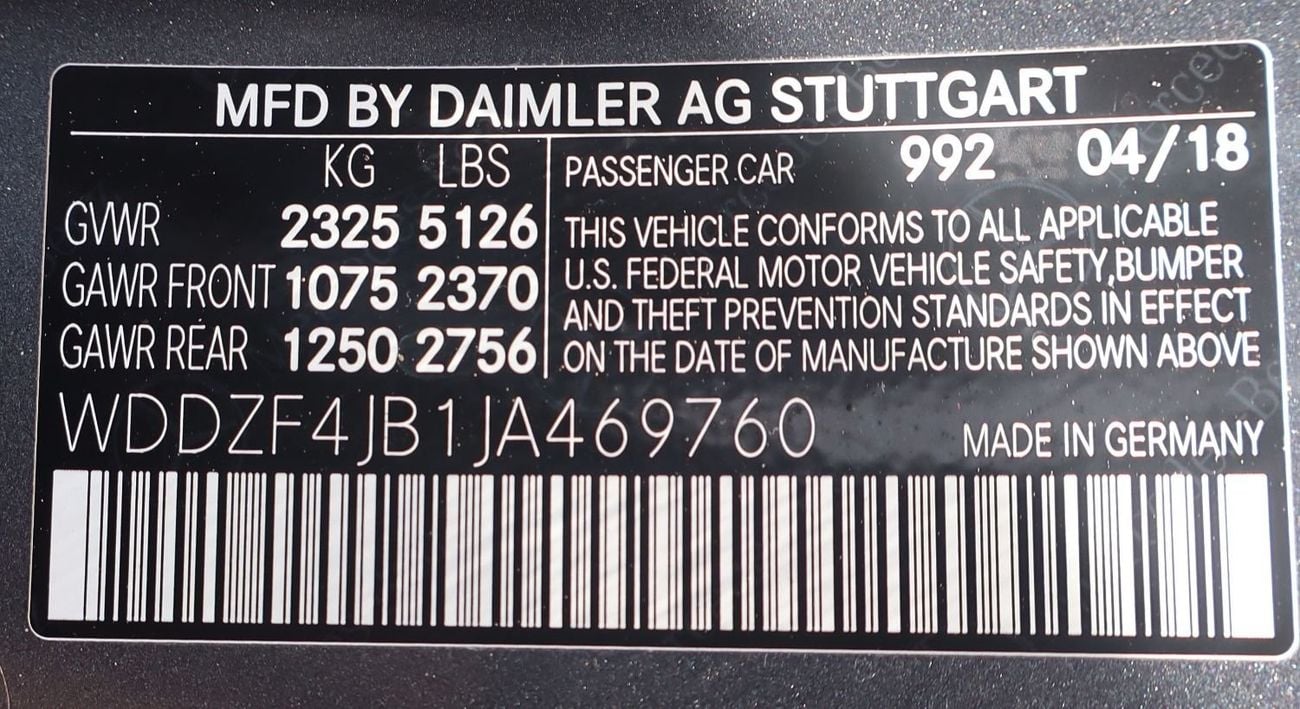 MFD BY DAIMLER AG STUTTGART
KG LBS
GVWR 2325 5126
GAWR FRONT 1075 2370
GAWR REAR 1250 2756
PASSENGER CAR 992 04/18
THIS VEHICLE CONFORMS TO ALL APPLICABLE
U.S. FEDERAL MOTOR VEHICLE SAFETY,BUMPER
AND THEFT PREVENTION STANDARDS IN EFFECT
ON THE DATE OF MANUFACTURE SHOWN ABOVE
WDDZF4JB1JA469760
MADE IN GERMANY